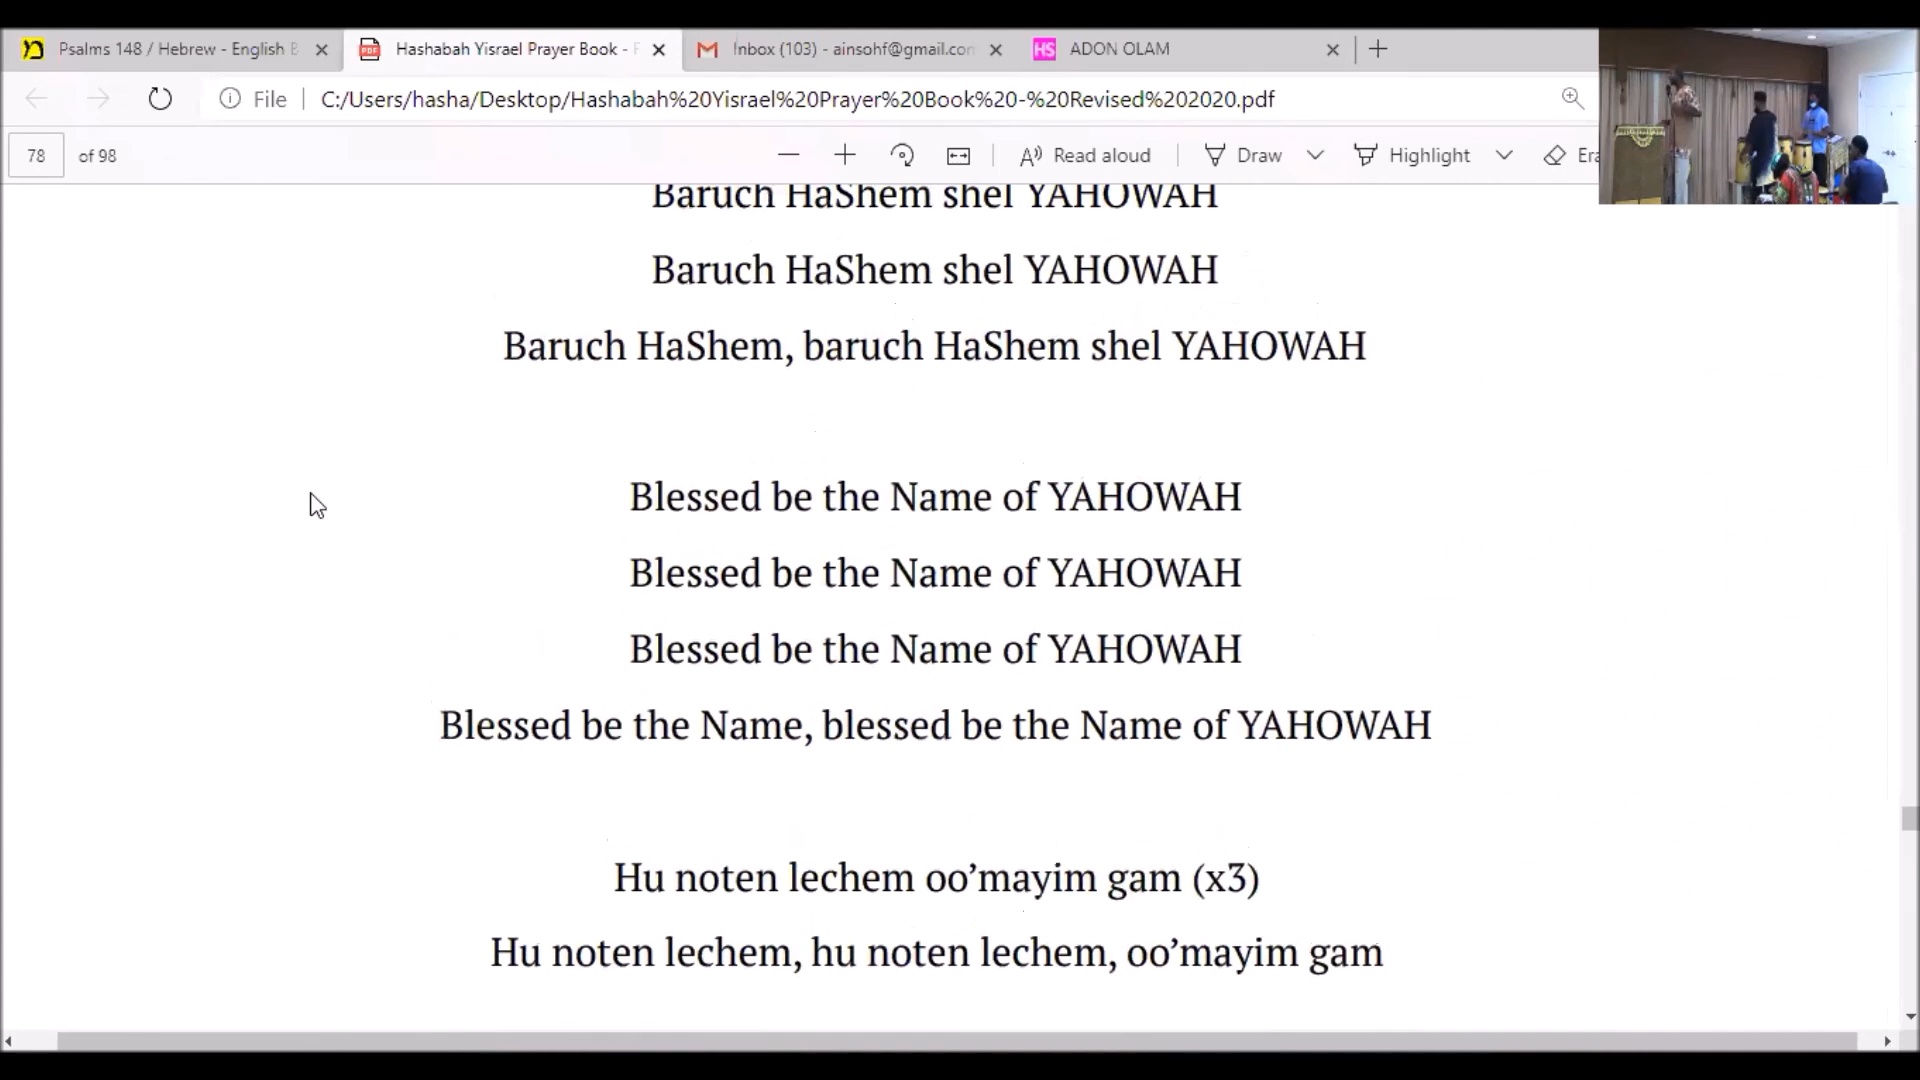 Psalms 148 / Hebrew - English B
Hashabah Yisrael Prayer Book - R
Inbox (103) - ainsohf@gmail.com
HS ADON OLAM
File C:/Users/hasha/Desktop/Hashabah%20Yisrael%20Prayer%20Book%20-%20Revised%202020.pdf
78 of 98
Read aloud
Draw
Highlight
Era
Baruch HaShem shel YAHOWAH
Baruch HaShem shel YAHOWAH
Baruch HaShem, baruch HaShem shel YAHOWAH
Blessed be the Name of YAHOWAH
Blessed be the Name of YAHOWAH
Blessed be the Name of YAHOWAH
Blessed be the Name, blessed be the Name of YAHOWAH
Hu noten lechem oo’mayim gam (x3)
Hu noten lechem, hu noten lechem, oo’mayim gam